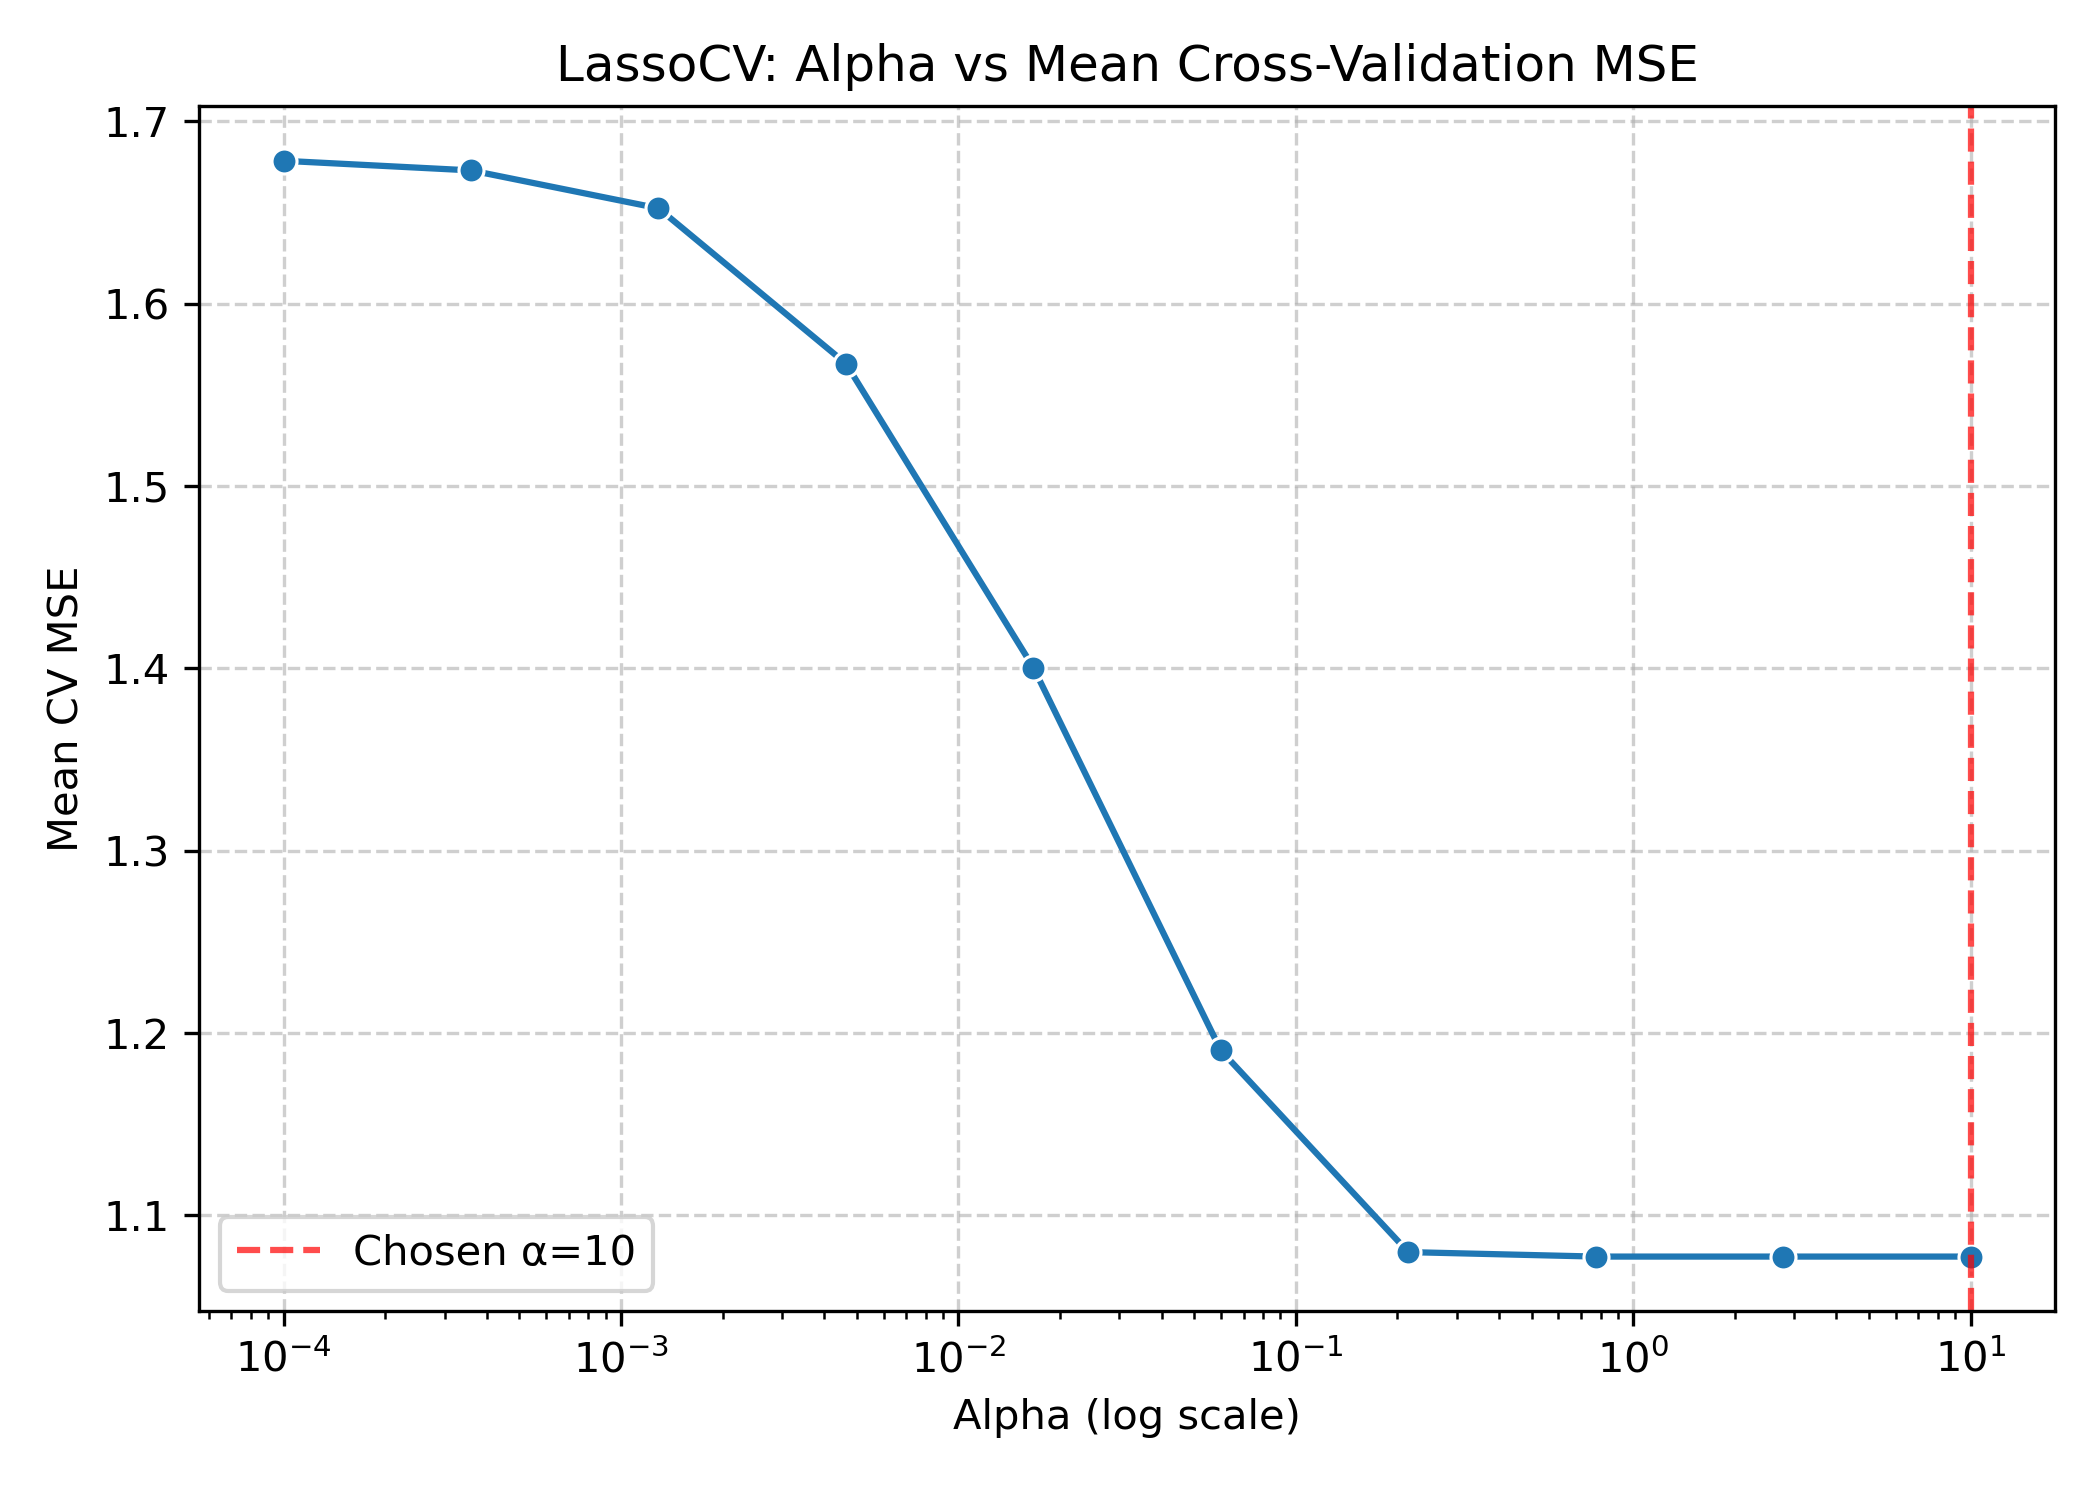 LassoCV: Alpha vs Mean Cross-Validation MSE
Mean CV MSE
1.7
1.6
1.5
1.4
1.3
1.2
1.1
Chosen α=10
10⁻⁴ 10⁻³ 10⁻² 10⁻¹ 10⁰ 10¹
Alpha (log scale)